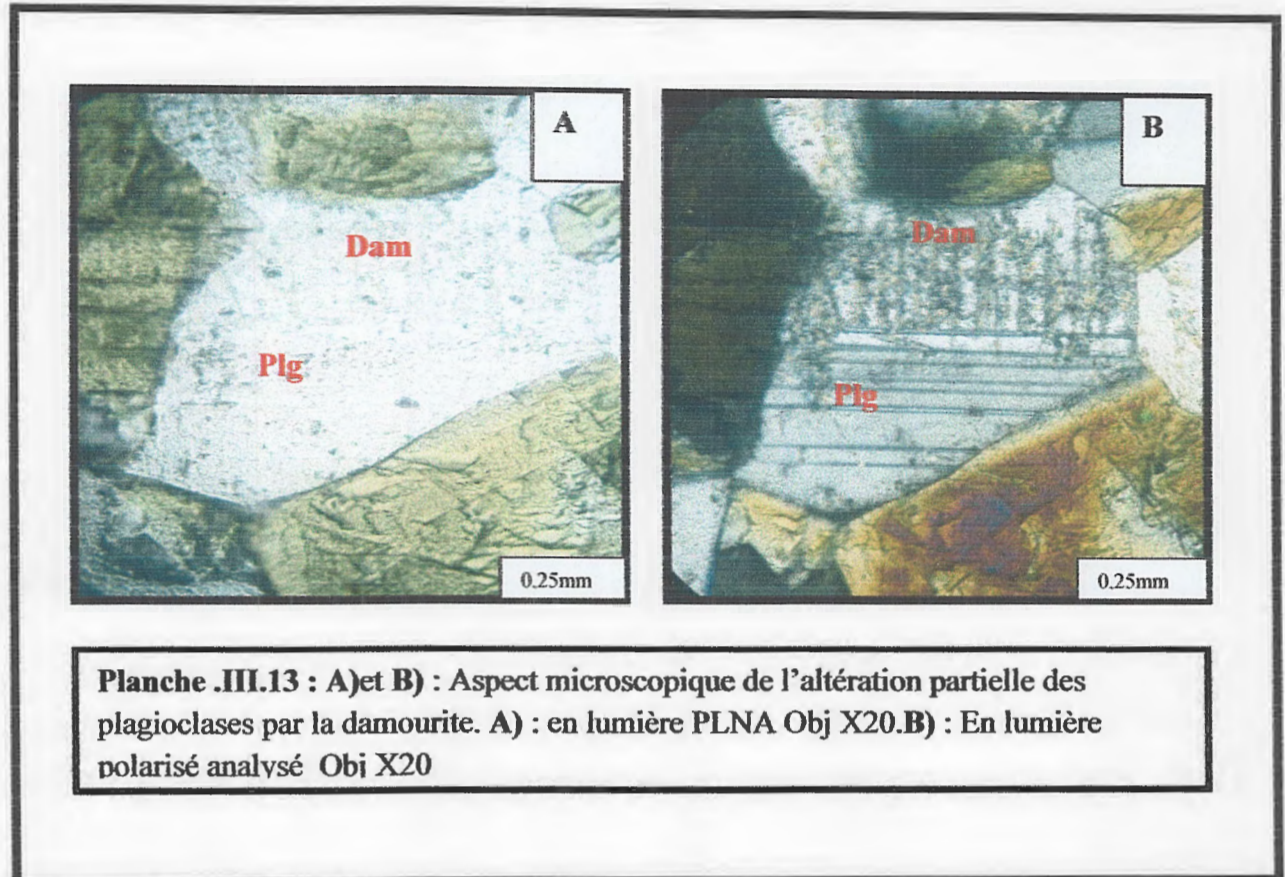 A
B
Dam
Dam
Plg
Plg
0.25mm
0.25mm
Planche .III.13 : A)et B) : Aspect microscopique de l'altération partielle des
plagioclases par la damourite. A) : en lumière PLNA Obj X20.B) : En lumière
polarisé analysé Obj X20